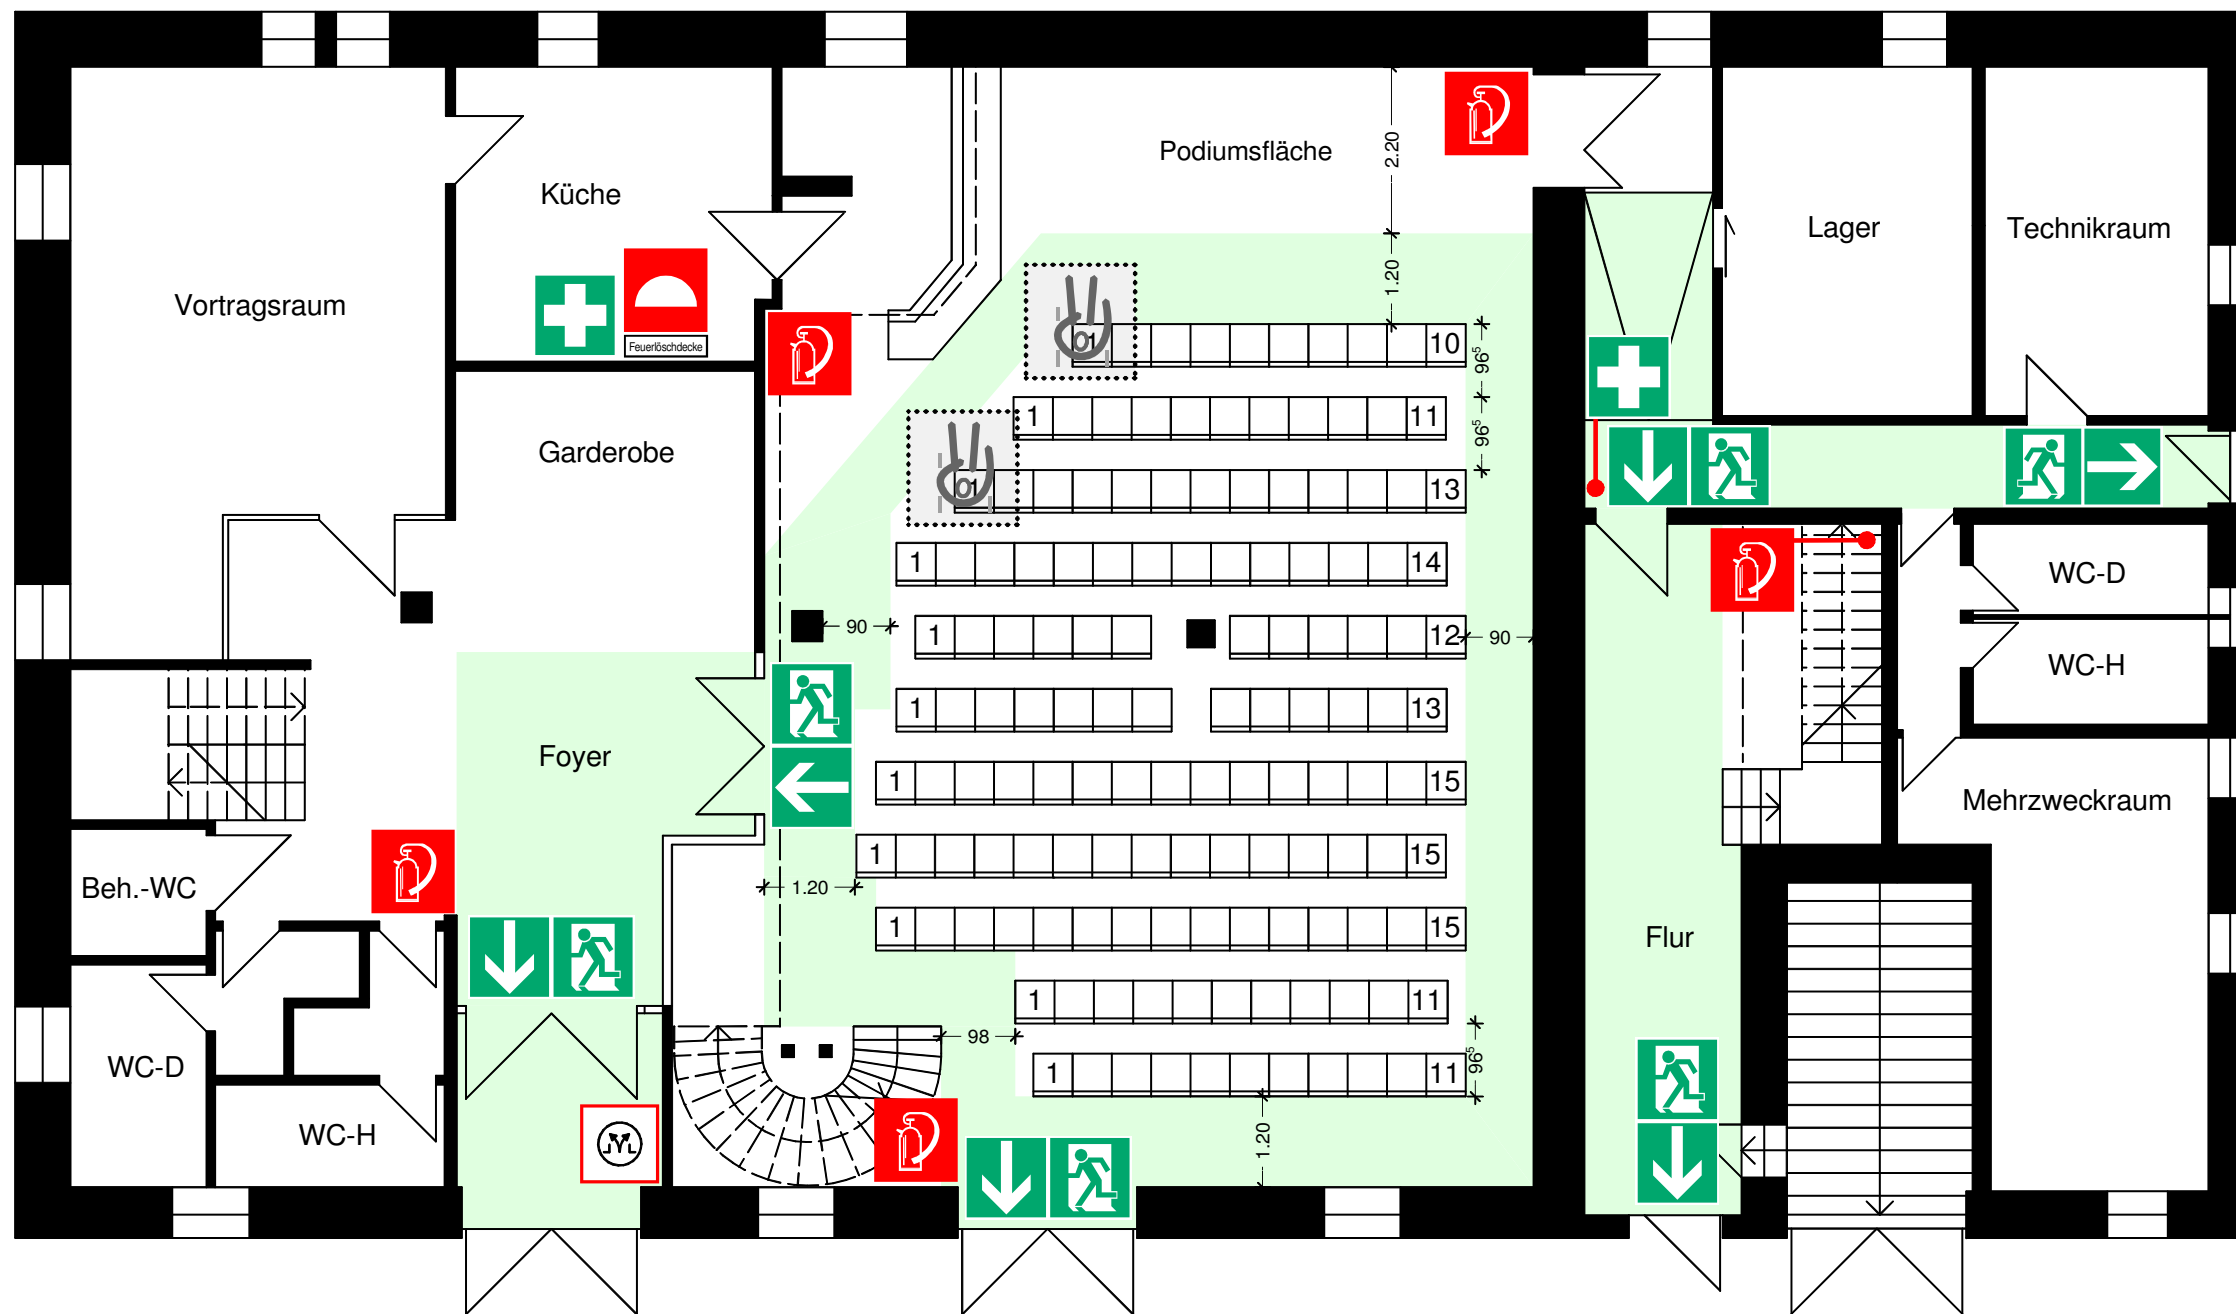 Podiumsfläche
2.20
Küche
Lager
Technikraum
Vortragsraum
1.20
Feuerlöschdecke
01
10
96⁵
1
11
96⁵
Garderobe
01
13
1
14
WC-D
90
1
12
90
WC-H
1
13
Foyer
1
15
Mehrzweckraum
1
15
Beh.-WC
1.20
1
15
Flur
1
11
98
WC-D
1
11
96⁵
WC-H
1.20